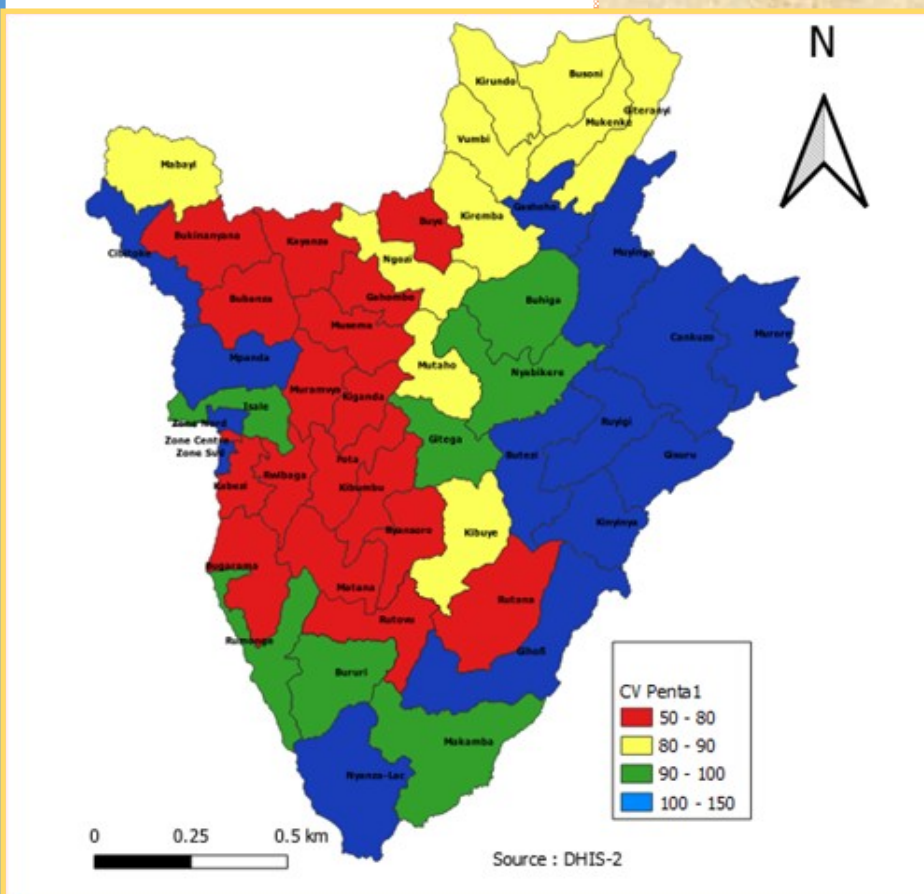 N
Kirundo
Busoni
Giteranyi
Mukenke
Vumbi
Mabayi
Gashoho
Kiremba
Buye
Bukinanyana
Kayanza
Cibitoke
Muyinga
Ngozi
Gahombo
Bubanza
Buhiga
Musema
Cankuzo
Murore
Mpanda
Mutaho
Nyabikere
Muramvya
Kiganda
Isale
Zone Nord
Ruyigi
Zone Centre
Gitega
Zone Sud
Butezi
Gisuru
Fota
Rwibaga
Kabezi
Kibumbu
Kinyinya
Nyansoro
Kibuye
Bugarama
Matana
Rutana
Rutovu
Rumonge
Gihofi
Bururi
Makamba
Nyanza-Lac
CV Penta1
50 - 80
80 - 90
90 - 100
100 - 150
0 0.25 0.5 km
Source : DHIS-2